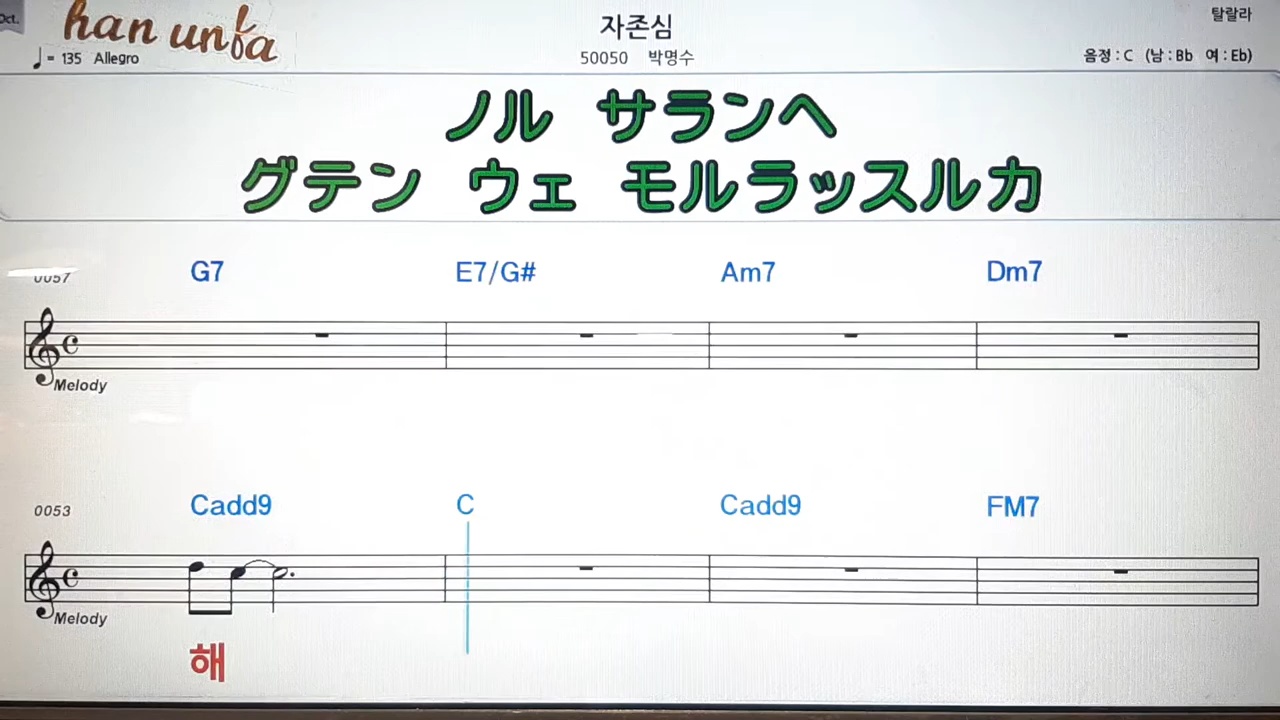 Oct.
han unfa
♩= 135 Allegro
자존심
50050 박명수
탈랄라
음정 : C (남 : Bb 여 : Eb)
ノル サランヘ
グテン ウェ モルラッスルカ
0057
G7 E7/G# Am7 Dm7
Melody
0053
Cadd9 C Cadd9 FM7
Melody
해